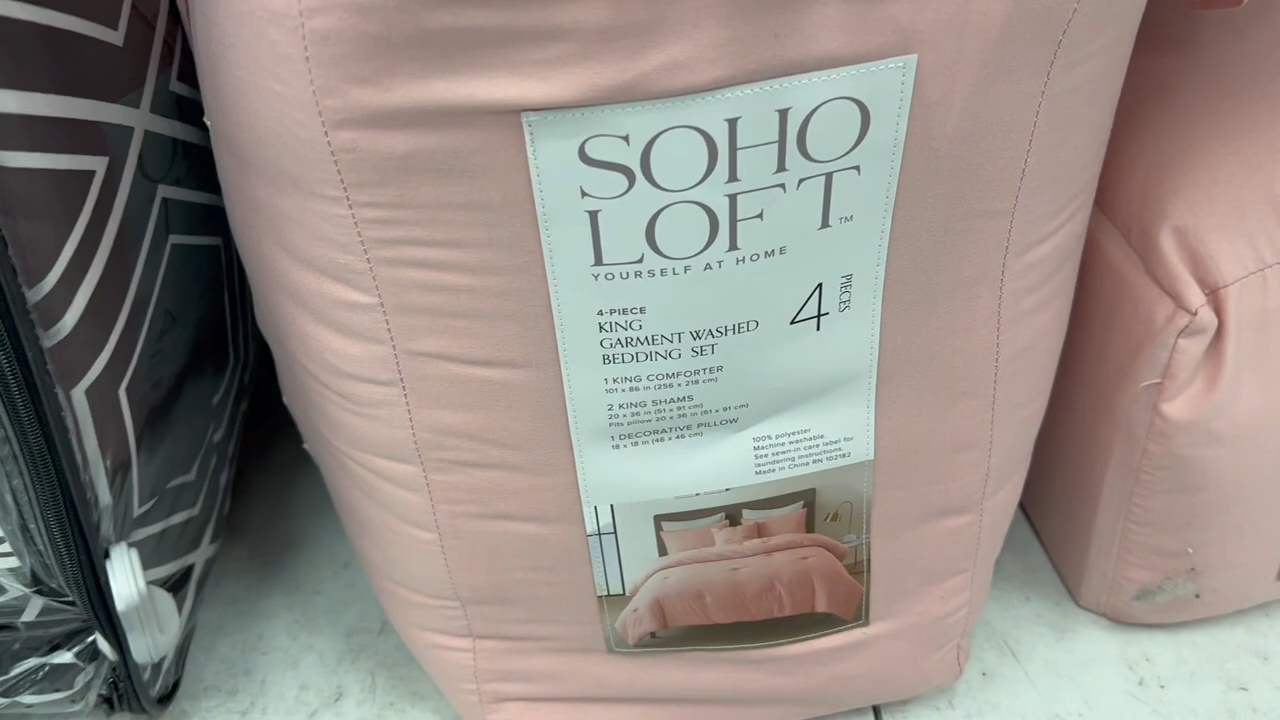 SOHO
LOFT™
YOURSELF AT HOME
4 PIECES
4-PIECE
KING
GARMENT WASHED
BEDDING SET
1 KING COMFORTER
101 x 86 in (256 x 218 cm)
2 KING SHAMS
20 x 36 in (51 x 91 cm)
Fits pillow 20 x 36 in (51 x 91 cm)
1 DECORATIVE PILLOW
18 x 18 in (46 x 46 cm)
100% polyester
Machine washable.
See sewn-in care label for
laundering instructions.
Made in China RN 102182